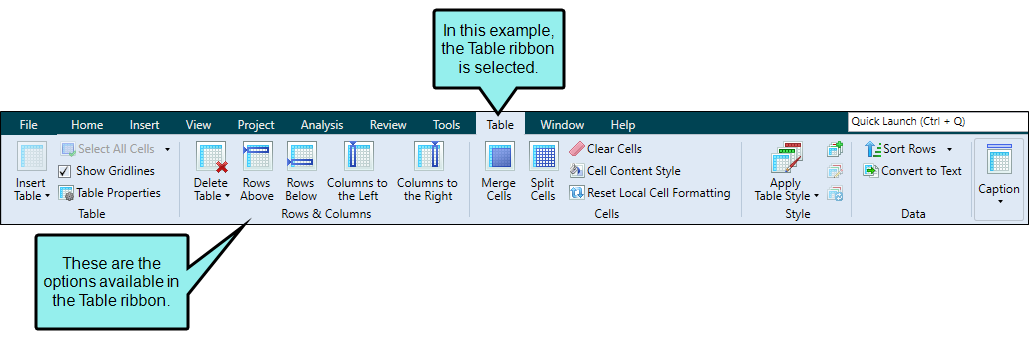 In this example,
the Table ribbon
is selected.
File Home Insert View Project Analysis Review Tools Table Window Help Quick Launch (Ctrl + Q)
Insert
Table
Select All Cells
Show Gridlines
Table Properties
Table
Delete
Table
Rows
Above
Rows
Below
Columns to
the Left
Columns to
the Right
Rows & Columns
Merge
Cells
Split
Cells
Clear Cells
Cell Content Style
Reset Local Cell Formatting
Cells
Apply
Table Style
Style
Sort Rows
Convert to Text
Data
Caption
These are the
options available in
the Table ribbon.